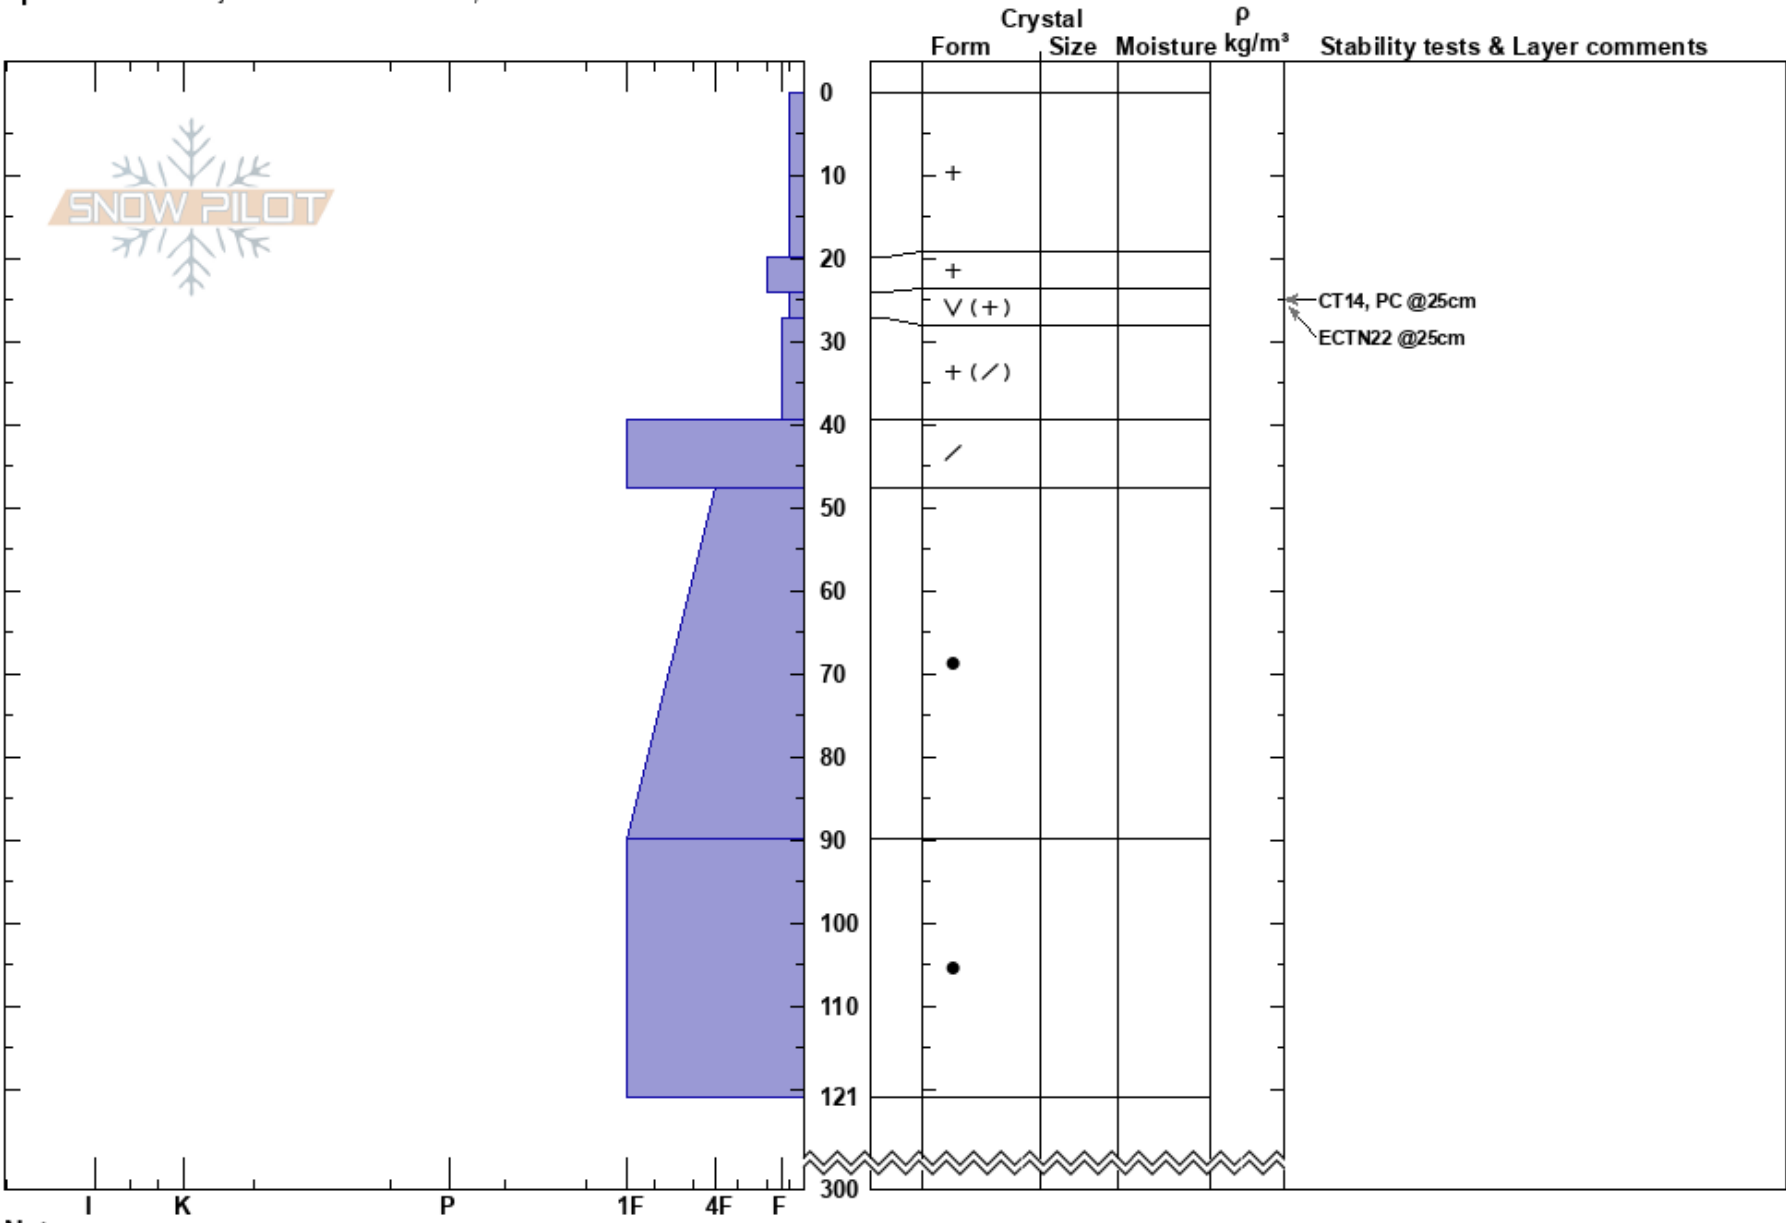 Crystal
ρ
Form Size Moisture kg/m³ Stability tests & Layer comments
SNOW PILOT
0
10
+
20
+
V (+)
CT14, PC @25cm
30
ECTN22 @25cm
+ (/)
40
/
50
60
●
70
80
90
100
●
110
121
300
I K P 1F 4F F